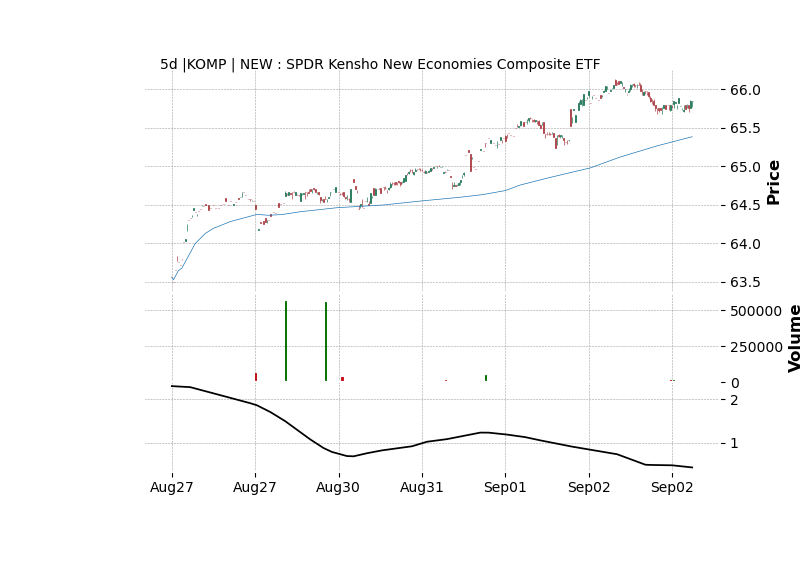 5d |KOMP | NEW : SPDR Kensho New Economies Composite ETF
66.0
65.5
65.0
64.5
64.0
63.5
Price
500000
250000
0
Volume
2
1
Aug27 Aug27 Aug30 Aug31 Sep01 Sep02 Sep02